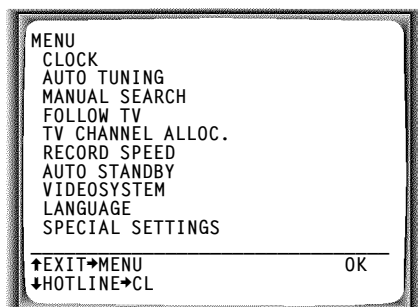 MENU
CLOCK
AUTO TUNING
MANUAL SEARCH
FOLLOW TV
TV CHANNEL ALLOC.
RECORD SPEED
AUTO STANDBY
VIDEOSYSTEM
LANGUAGE
SPECIAL SETTINGS
↑EXIT→MENU OK
↓HOTLINE→CL